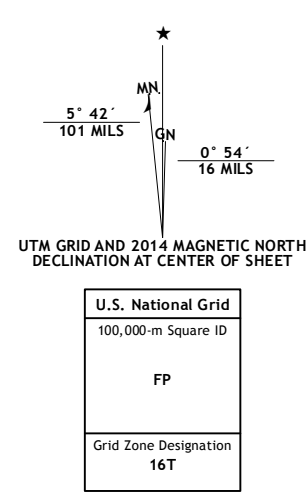 ★
MN
5° 42´
101 MILS
GN
0° 54´
16 MILS
UTM GRID AND 2014 MAGNETIC NORTH
DECLINATION AT CENTER OF SHEET
U.S. National Grid
100,000-m Square ID
FP
Grid Zone Designation
16T